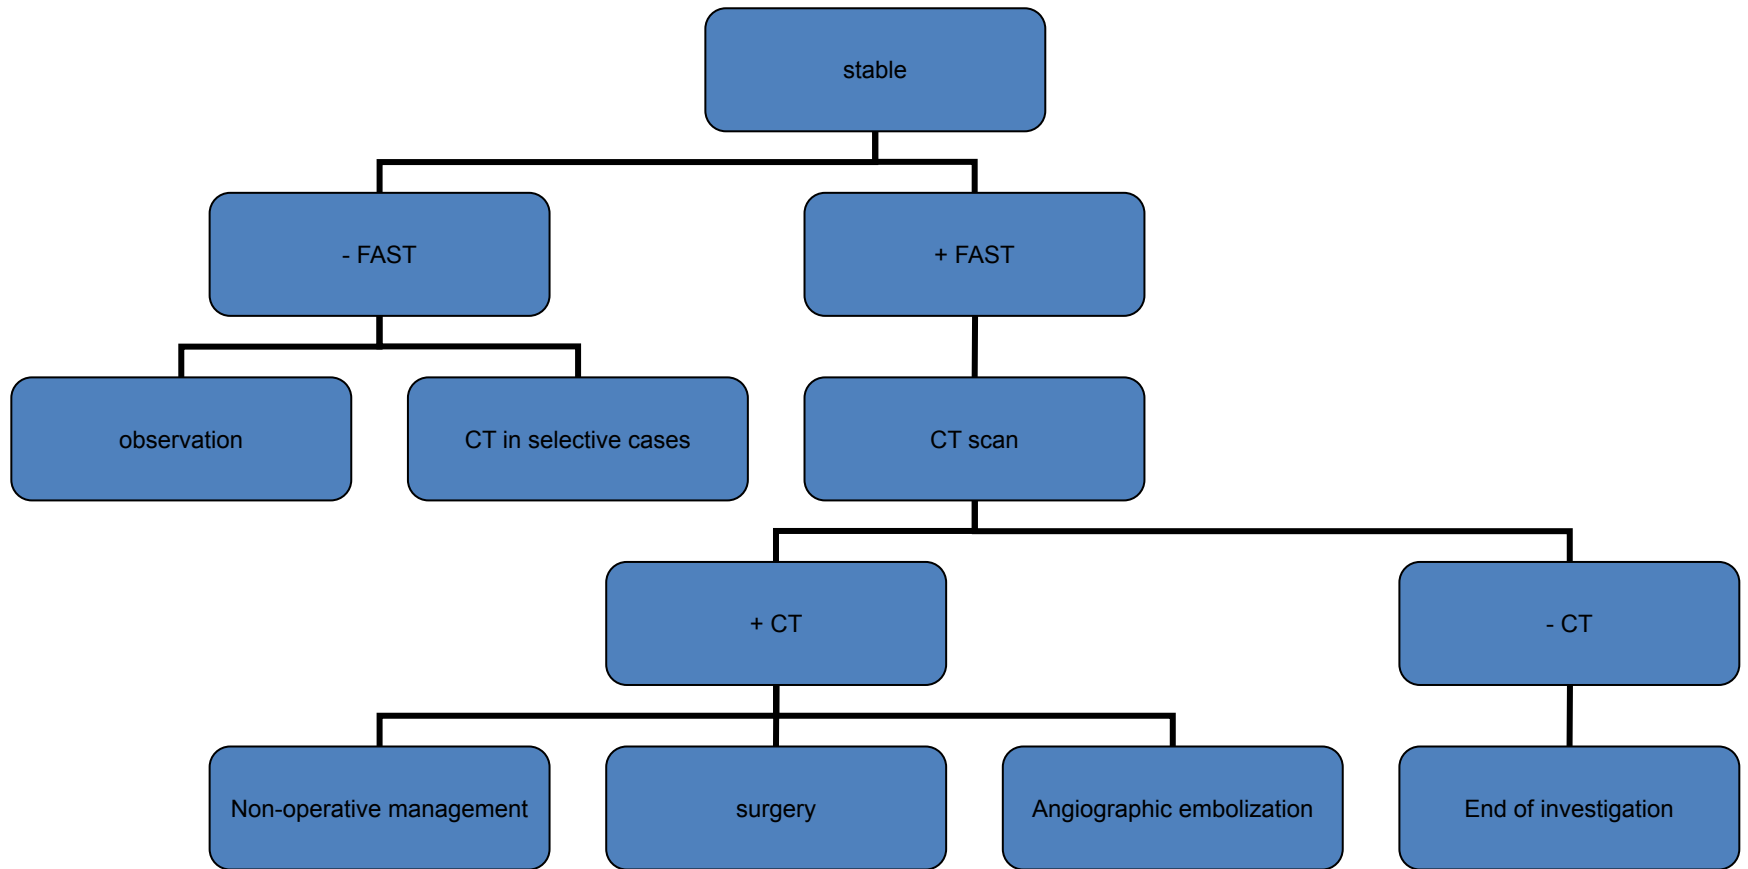 stable
- FAST
+ FAST
observation
CT in selective cases
CT scan
+ CT
- CT
Non-operative management
surgery
Angiographic embolization
End of investigation